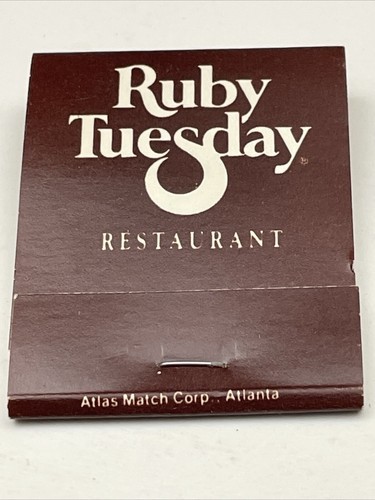 Ruby
Tuesday®
RESTAURANT
Atlas Match Corp., Atlanta